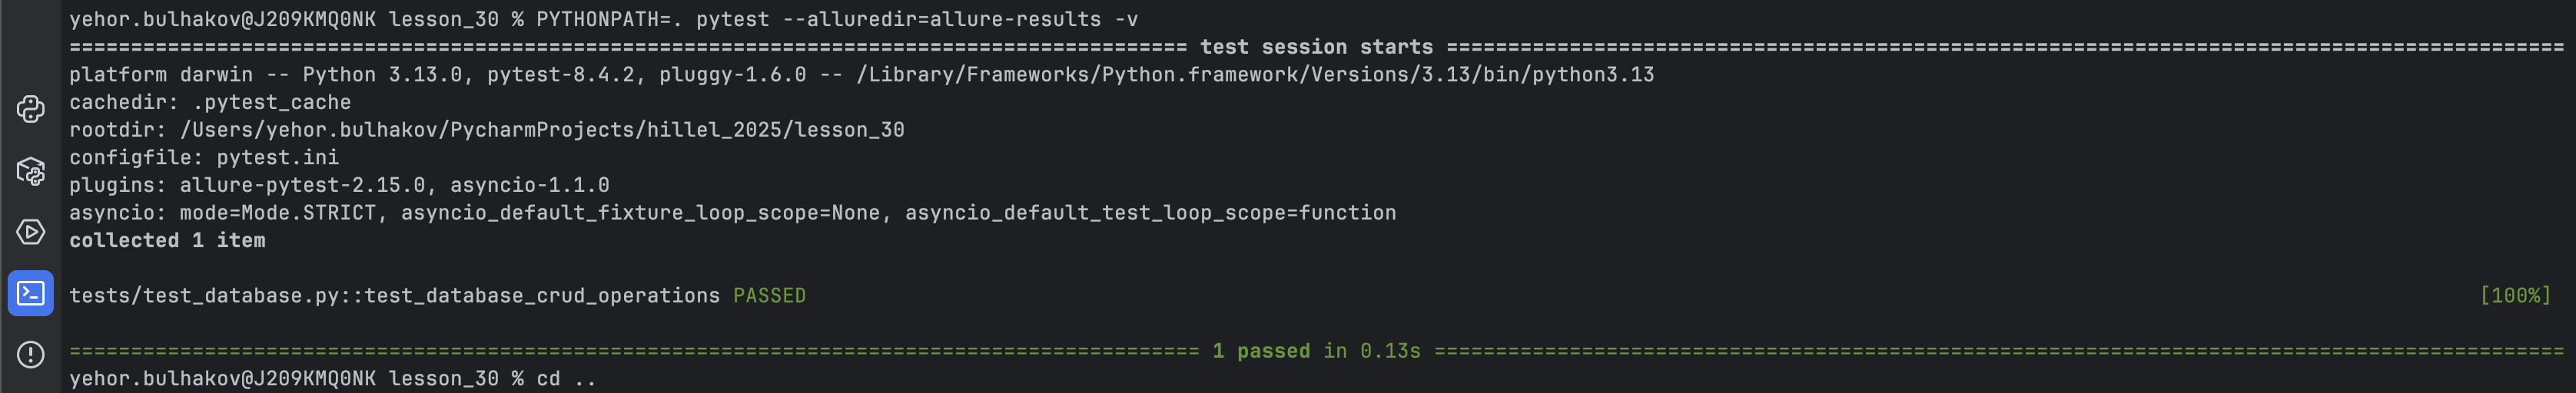 yehor.bulhakov@J209KMQ0NK lesson_30 % PYTHONPATH=. pytest --alluredir=allure-results -v
=========================================================================================== test session starts ===========================================================================================
platform darwin -- Python 3.13.0, pytest-8.4.2, pluggy-1.6.0 -- /Library/Frameworks/Python.framework/Versions/3.13/bin/python3.13
cachedir: .pytest_cache
rootdir: /Users/yehor.bulhakov/PycharmProjects/hillel_2025/lesson_30
configfile: pytest.ini
plugins: allure-pytest-2.15.0, asyncio-1.1.0
asyncio: mode=Mode.STRICT, asyncio_default_fixture_loop_scope=None, asyncio_default_test_loop_scope=function
collected 1 item
tests/test_database.py::test_database_crud_operations PASSED [100%]
============================================================================================ 1 passed in 0.13s ============================================================================================
yehor.bulhakov@J209KMQ0NK lesson_30 % cd ..